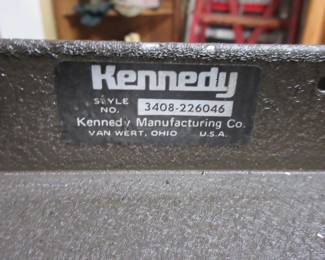 Kennedy
STYLE
NO. 3408-226046
Kennedy Manufacturing Co.
VAN WERT, OHIO U.S.A.